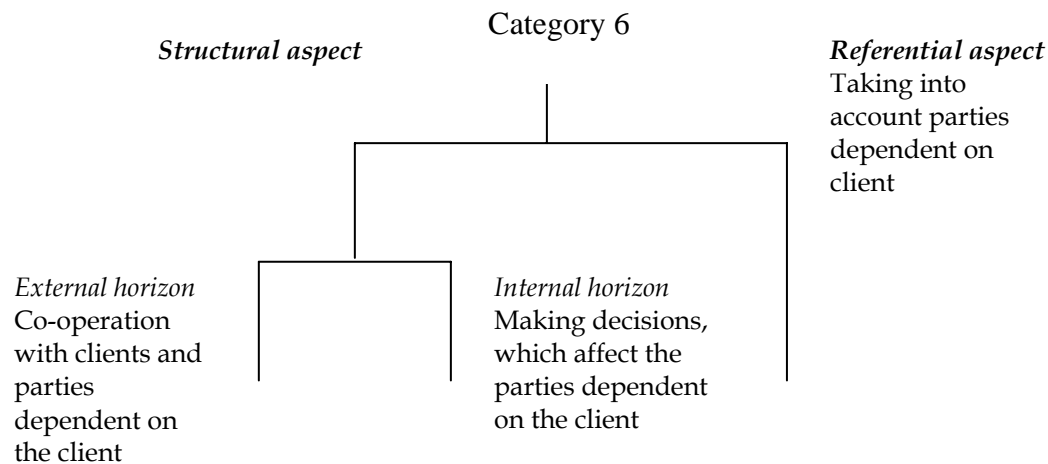 Category 6
Structural aspect
Referential aspect
Taking into
account parties
dependent on
client
External horizon
Co-operation
with clients and
parties
dependent on
the client
Internal horizon
Making decisions,
which affect the
parties dependent
on the client